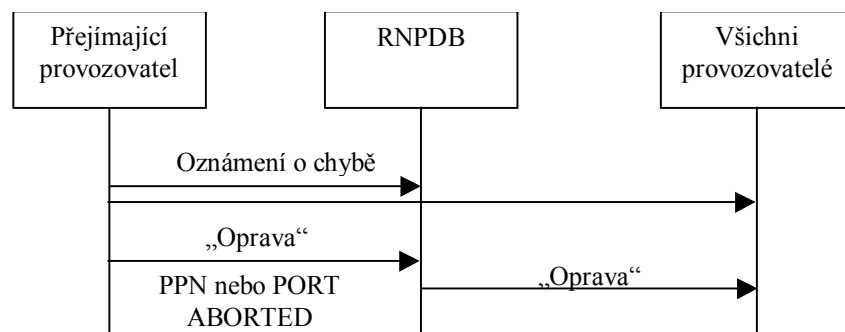 Přejímající
provozovatel
RNPDB
Všichni
provozovatelé
Oznámení o chybě
„Oprava“
PPN nebo PORT
ABORTED
„Oprava“